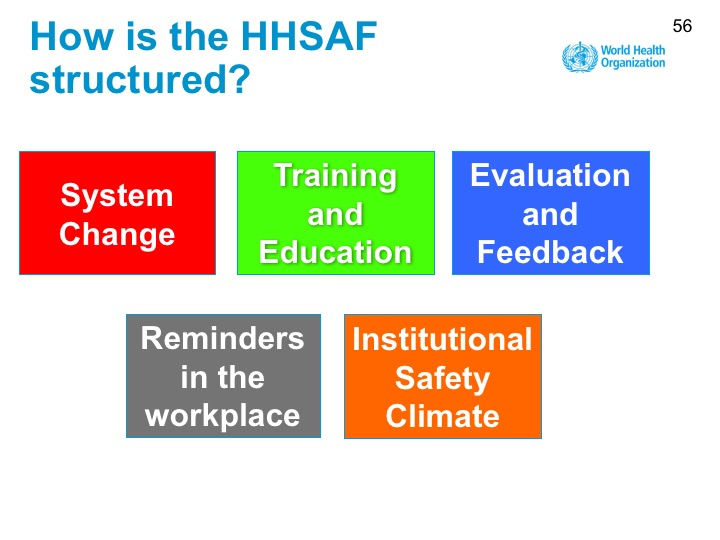 How is the HHSAF
structured?
56
World Health
Organization
System
Change
Training
and
Education
Evaluation
and
Feedback
Reminders
in the
workplace
Institutional
Safety
Climate